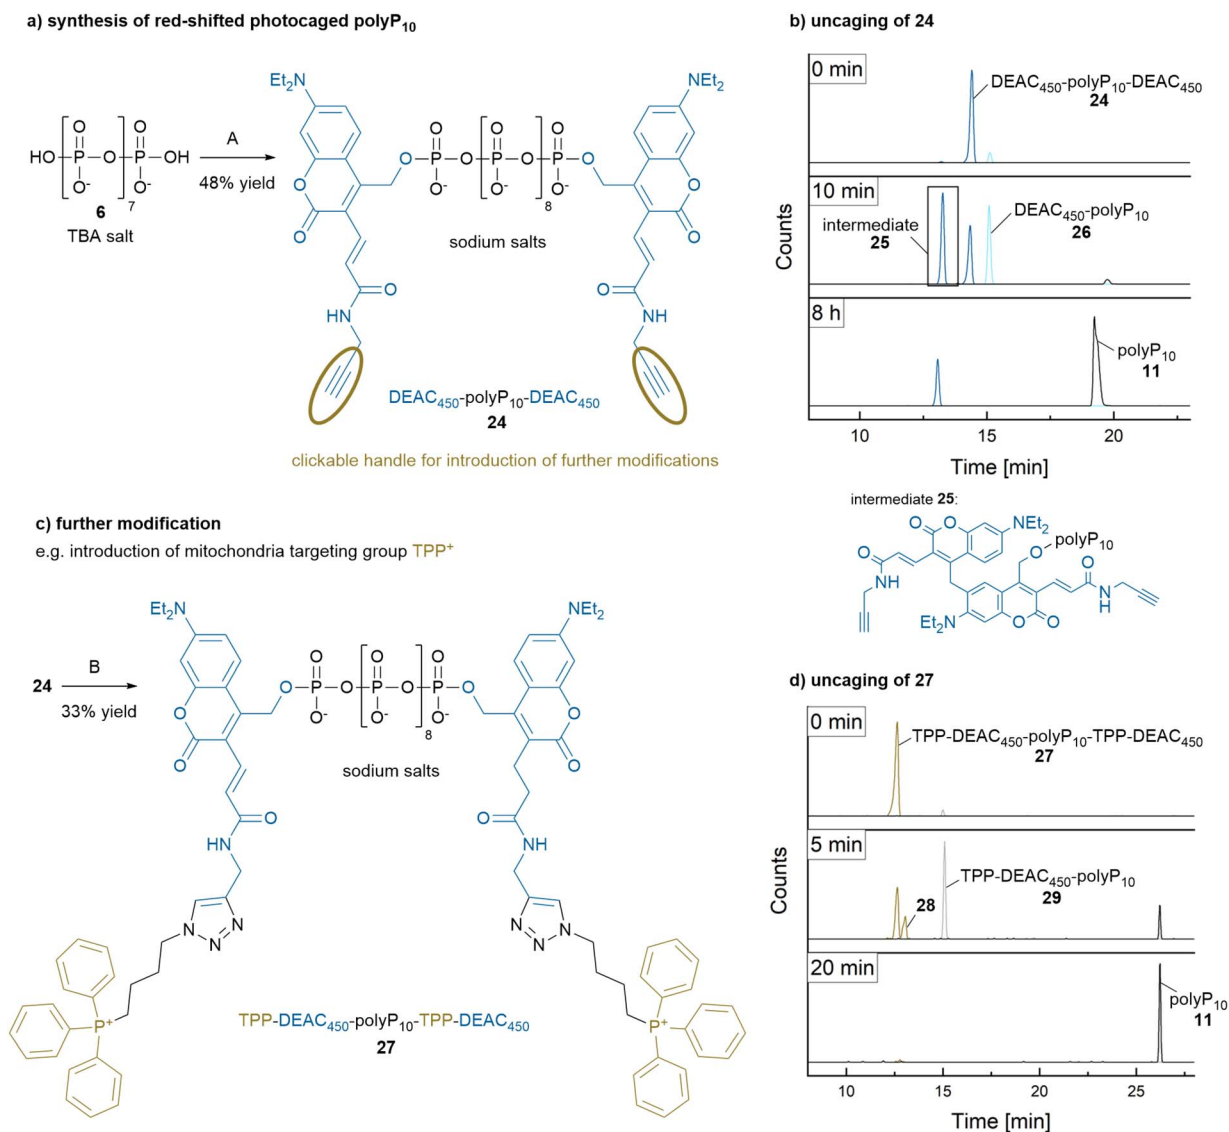 a) synthesis of red-shifted photocaged polyP₁₀
HO P O P OH
O O
O⁻ O⁻
7
6
TBA salt
A
48% yield
Et₂N NEt₂
O P O P O P O
O O O
O⁻ O⁻ O⁻
8
O O
O O
sodium salts
O O
HN NH
DEAC₄₅₀-polyP₁₀-DEAC₄₅₀
24
clickable handle for introduction of further modifications
b) uncaging of 24
0 min
DEAC₄₅₀-polyP₁₀-DEAC₄₅₀
24
10 min
intermediate
25
DEAC₄₅₀-polyP₁₀
26
8 h
polyP₁₀
11
Counts
10 15 20
Time [min]
intermediate 25:
O O NEt₂
O O polyP₁₀
NH O
N
H
Et₂N O O
c) further modification
e.g. introduction of mitochondria targeting group TPP⁺
24
B
33% yield
Et₂N NEt₂
O P O P O P O
O O O
O⁻ O⁻ O⁻
8
O O
O O
sodium salts
O O
HN NH
N N N
N N N
P⁺ P⁺
TPP-DEAC₄₅₀-polyP₁₀-TPP-DEAC₄₅₀
27
d) uncaging of 27
0 min
TPP-DEAC₄₅₀-polyP₁₀-TPP-DEAC₄₅₀
27
5 min
TPP-DEAC₄₅₀-polyP₁₀
28
29
20 min
polyP₁₀
11
Counts
10 15 20 25
Time [min]